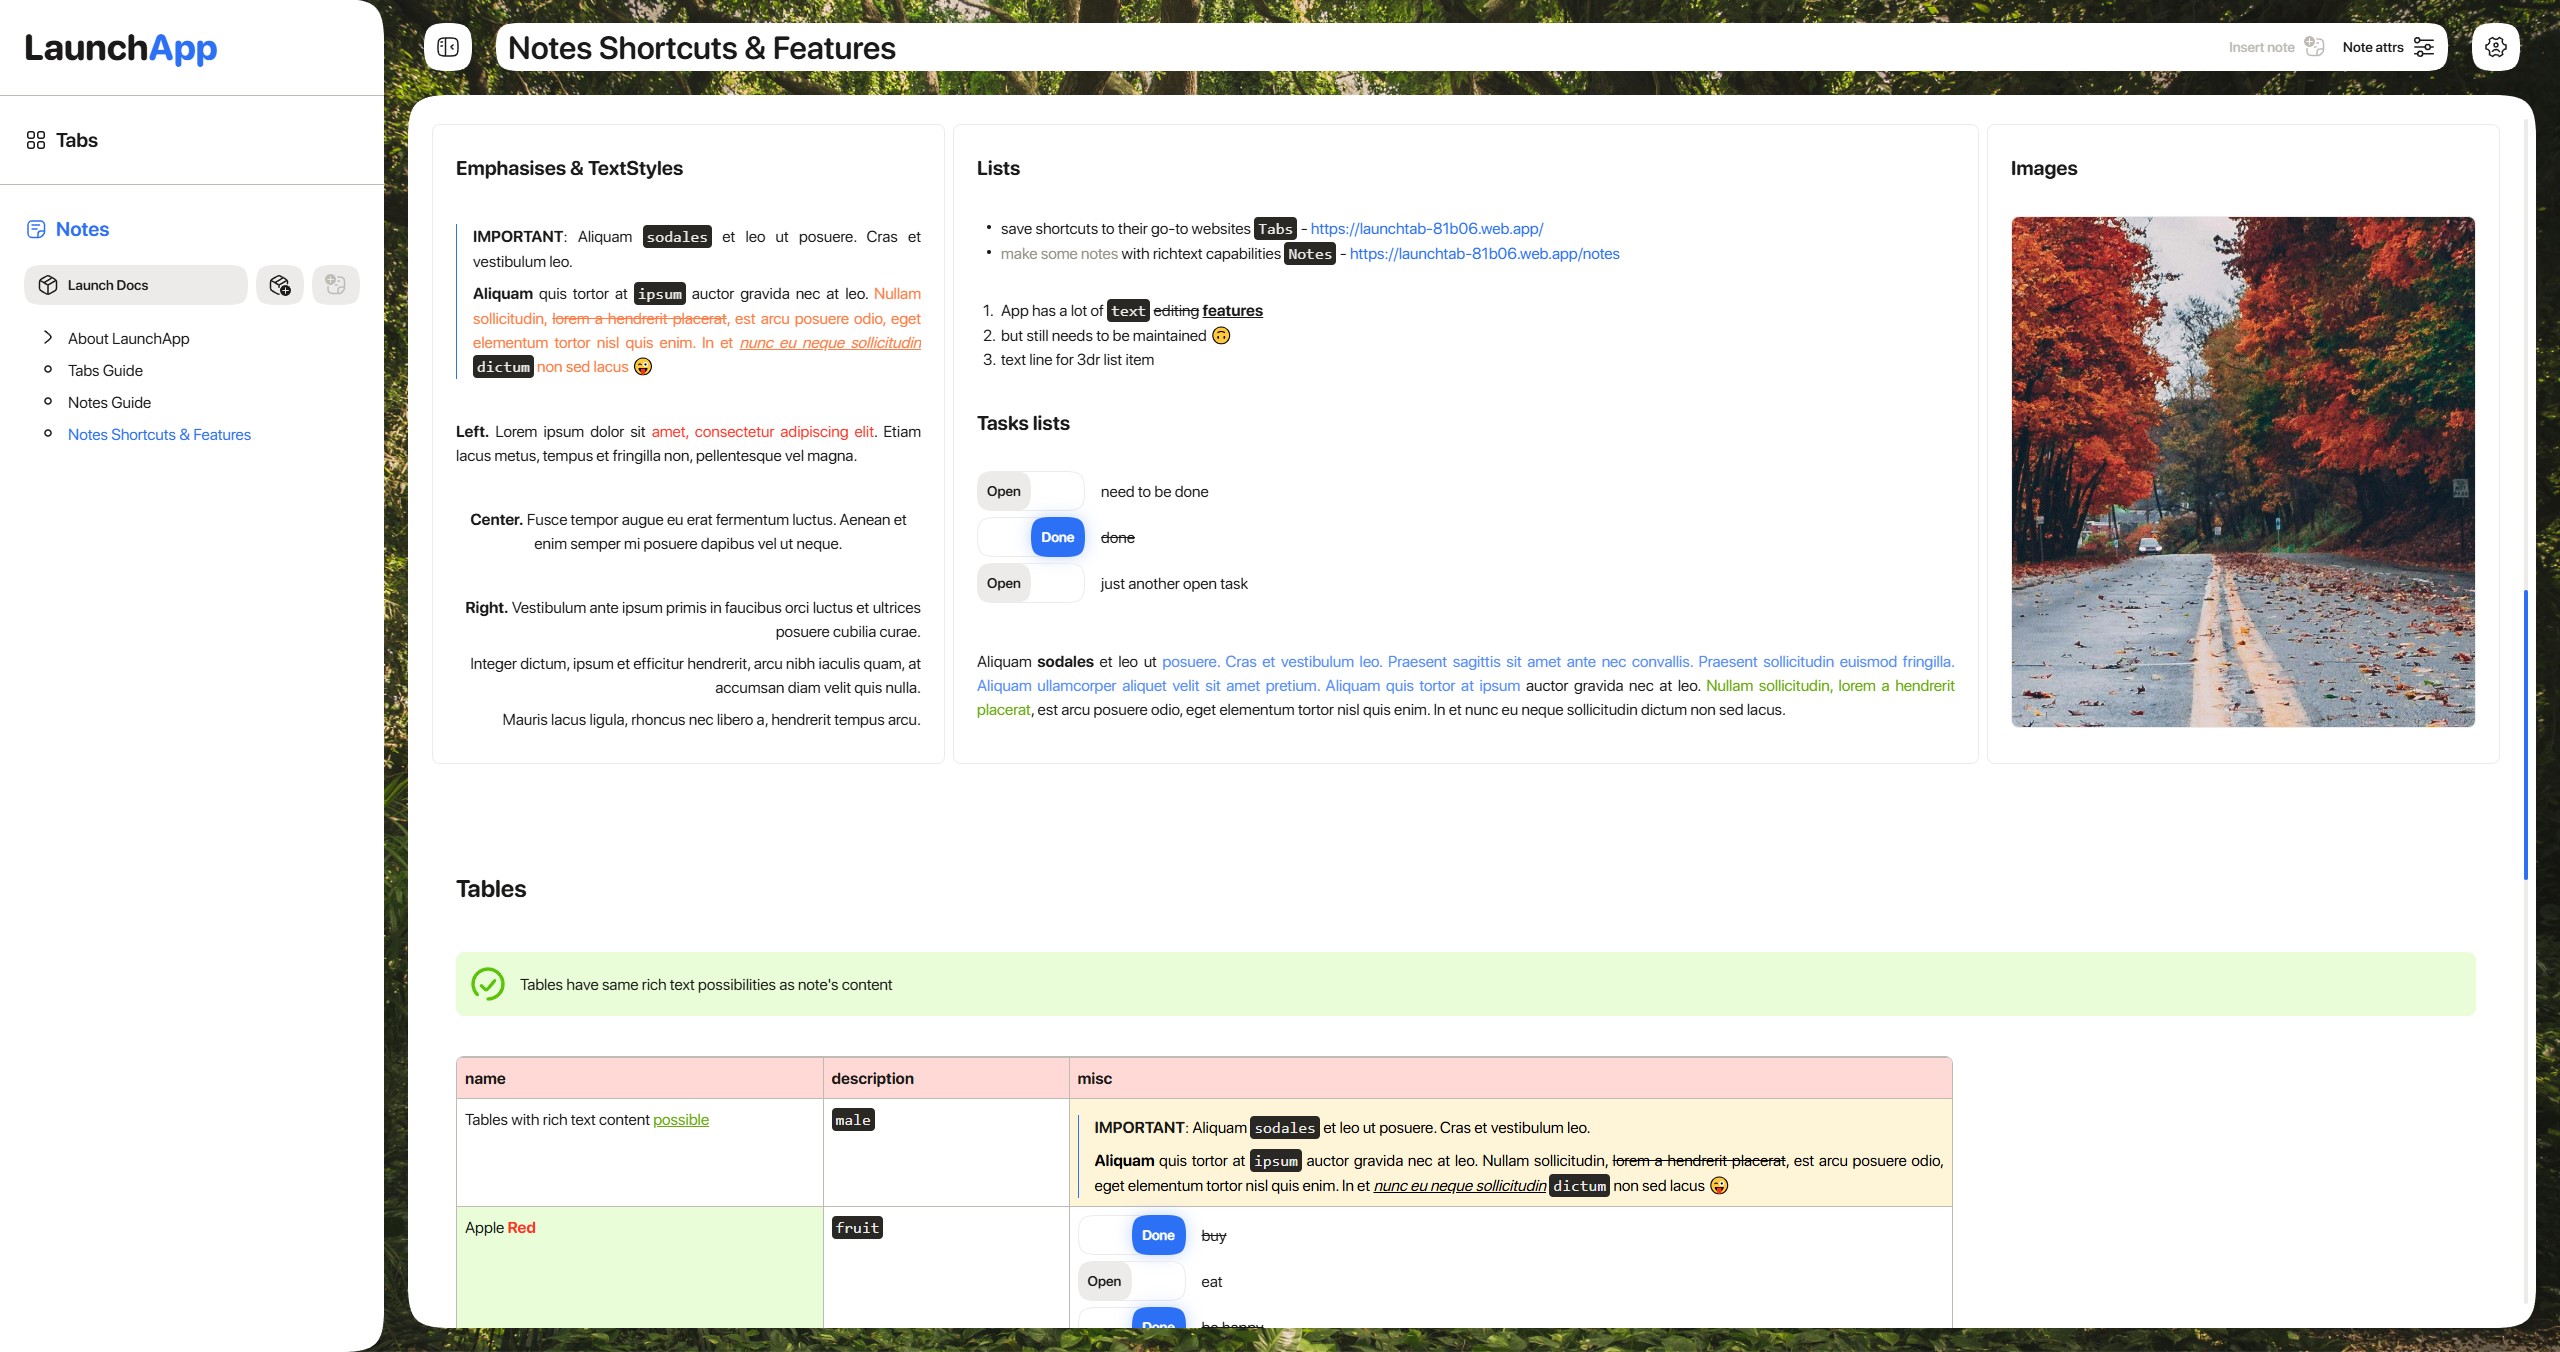 LaunchApp
Tabs
Notes
Launch Docs
About LaunchApp
Tabs Guide
Notes Guide
Notes Shortcuts & Features
Notes Shortcuts & Features
Insert note
Note attrs
Emphasises & TextStyles
IMPORTANT: Aliquam sodales et leo ut posuere. Cras et
vestibulum leo.
Aliquam quis tortor at ipsum auctor gravida nec at leo. Nullam
sollicitudin, lorem a hendrerit placerat, est arcu posuere odio, eget
elementum tortor nisl quis enim. In et nunc eu neque sollicitudin
dictum non sed lacus 😜
Left. Lorem ipsum dolor sit amet, consectetur adipiscing elit. Etiam
lacus metus, tempus et fringilla non, pellentesque vel magna.
Center. Fusce tempor augue eu erat fermentum luctus. Aenean et
enim semper mi posuere dapibus vel ut neque.
Right. Vestibulum ante ipsum primis in faucibus orci luctus et ultrices
posuere cubilia curae.
Integer dictum, ipsum et efficitur hendrerit, arcu nibh iaculis quam, at
accumsan diam velit quis nulla.
Mauris lacus ligula, rhoncus nec libero a, hendrerit tempus arcu.
Lists
• save shortcuts to their go-to websites Tabs - https://launchtab-81b06.web.app/
• make some notes with richtext capabilities Notes - https://launchtab-81b06.web.app/notes
1. App has a lot of text editing features
2. but still needs to be maintained 🙃
3. text line for 3dr list item
Tasks lists
Open need to be done
Done done
Open just another open task
Aliquam sodales et leo ut posuere. Cras et vestibulum leo. Praesent sagittis sit amet ante nec convallis. Praesent sollicitudin euismod fringilla.
Aliquam ullamcorper aliquet velit sit amet pretium. Aliquam quis tortor at ipsum auctor gravida nec at leo. Nullam sollicitudin, lorem a hendrerit
placerat, est arcu posuere odio, eget elementum tortor nisl quis enim. In et nunc eu neque sollicitudin dictum non sed lacus.
Images
Tables
Tables have same rich text possibilities as note's content
name description misc
Tables with rich text content possible
male
IMPORTANT: Aliquam sodales et leo ut posuere. Cras et vestibulum leo.
Aliquam quis tortor at ipsum auctor gravida nec at leo. Nullam sollicitudin, lorem a hendrerit placerat, est arcu posuere odio,
eget elementum tortor nisl quis enim. In et nunc eu neque sollicitudin dictum non sed lacus 😜
Apple Red
fruit
Done buy
Open eat
Done be happy